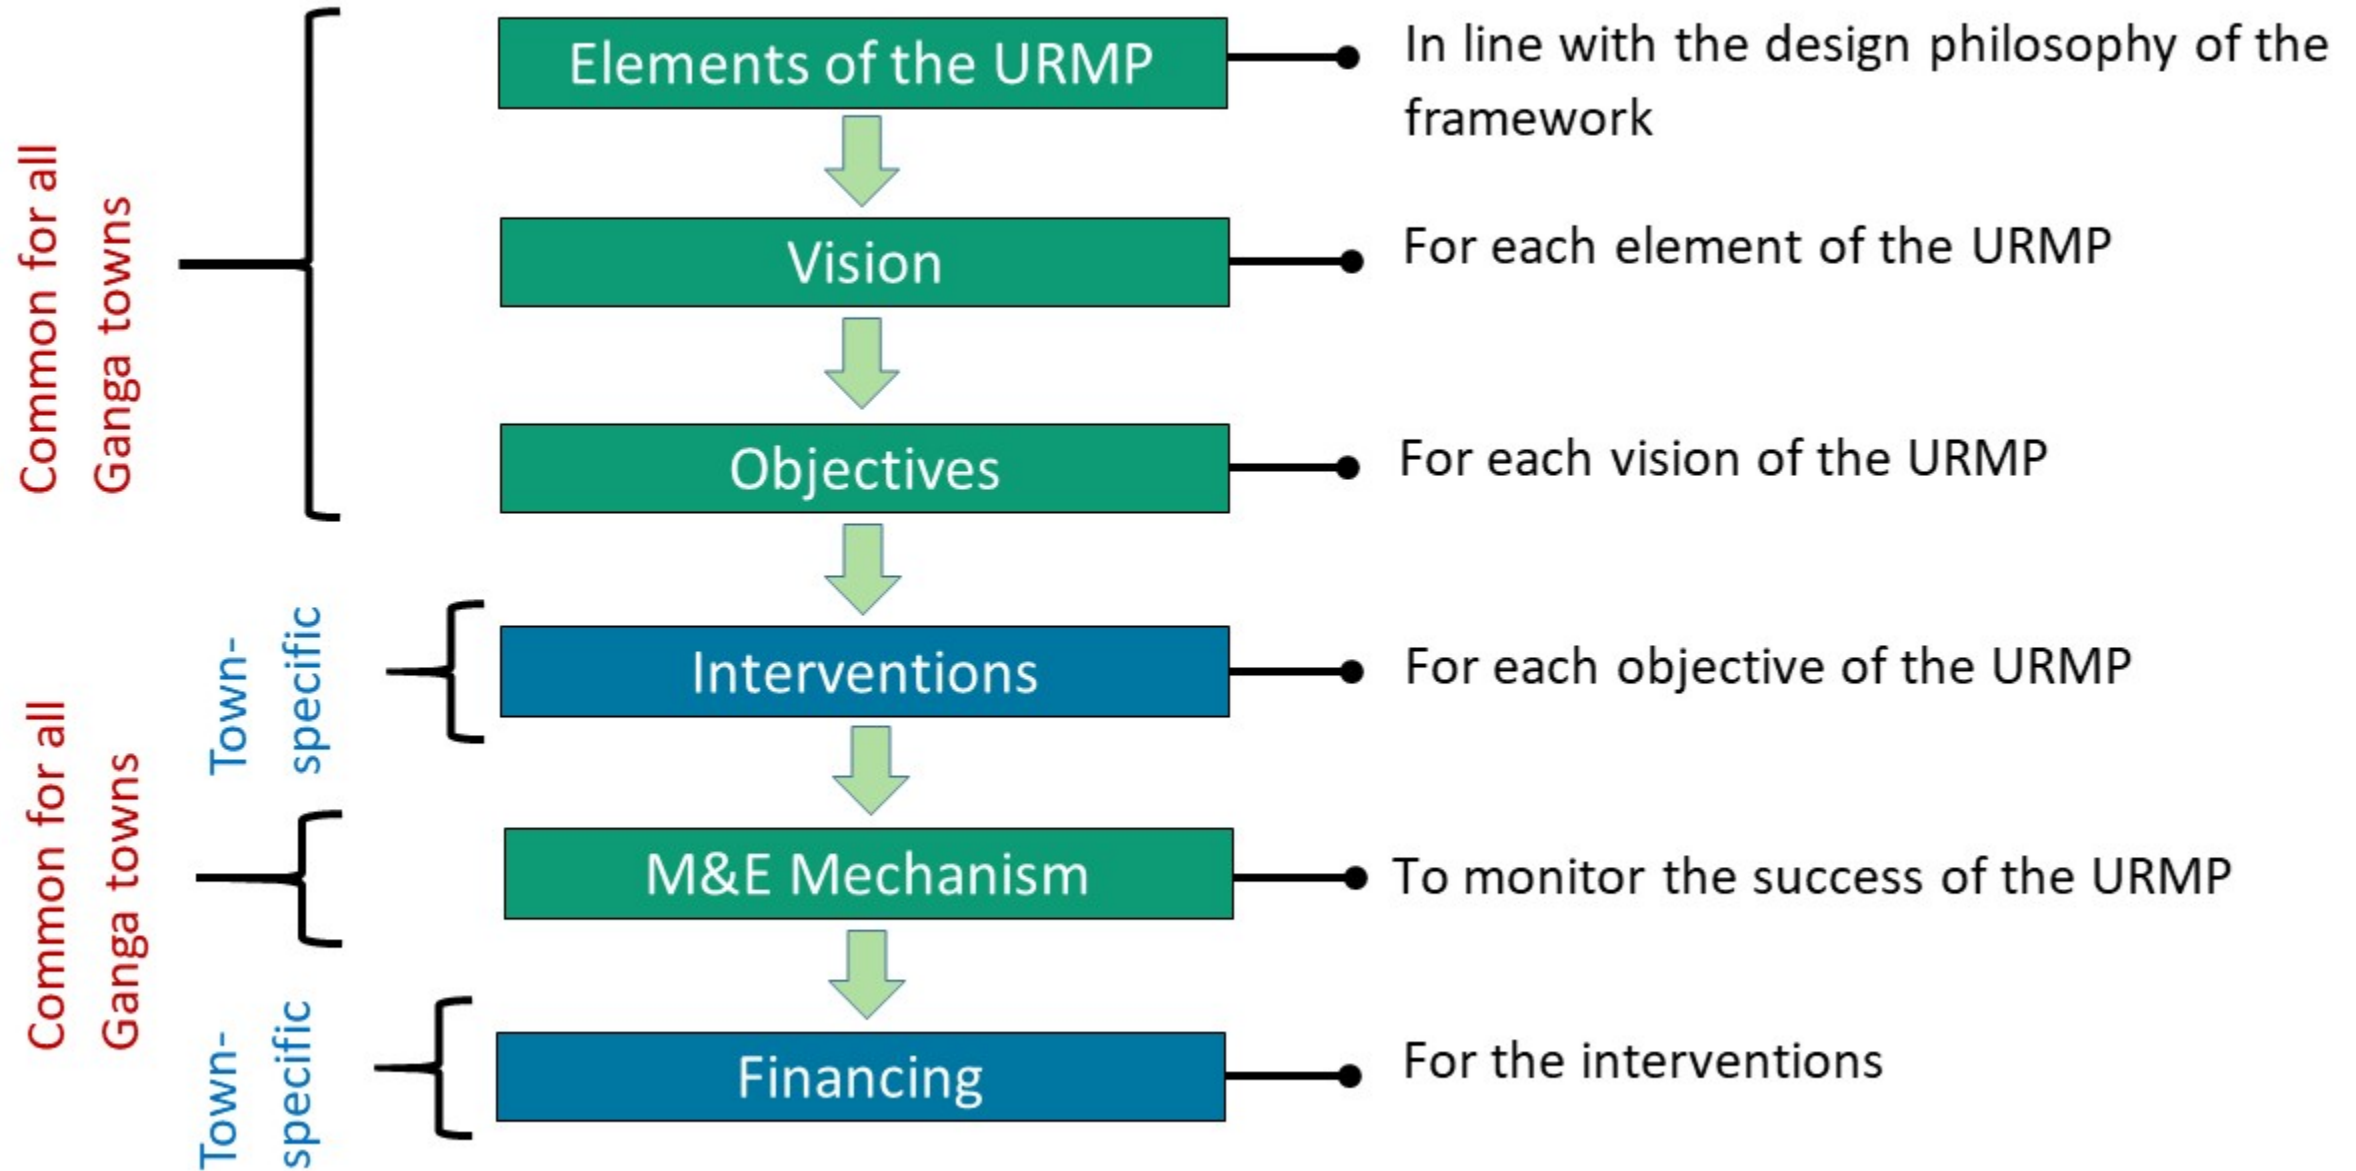 Common for all
Ganga towns
Elements of the URMP
In line with the design philosophy of the
framework
Vision
For each element of the URMP
Objectives
For each vision of the URMP
Town-
specific
Interventions
For each objective of the URMP
Common for all
Ganga towns
M&E Mechanism
To monitor the success of the URMP
Town-
specific
Financing
For the interventions